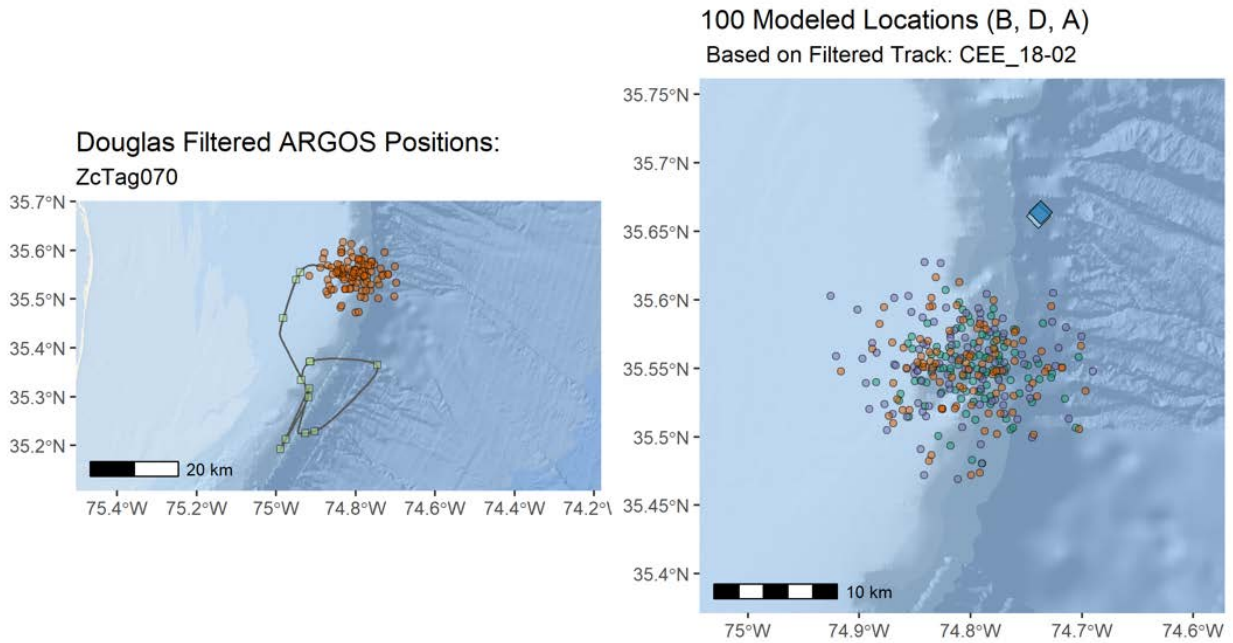 Douglas Filtered ARGOS Positions:
ZcTag070
35.7°N
35.6°N
35.5°N
35.4°N
35.3°N
35.2°N
20 km
75.4°W 75.2°W 75°W 74.8°W 74.6°W 74.4°W 74.2°\
100 Modeled Locations (B, D, A)
Based on Filtered Track: CEE_18-02
35.75°N
35.7°N
35.65°N
35.6°N
35.55°N
35.5°N
35.45°N
35.4°N
10 km
75°W 74.9°W 74.8°W 74.7°W 74.6°W